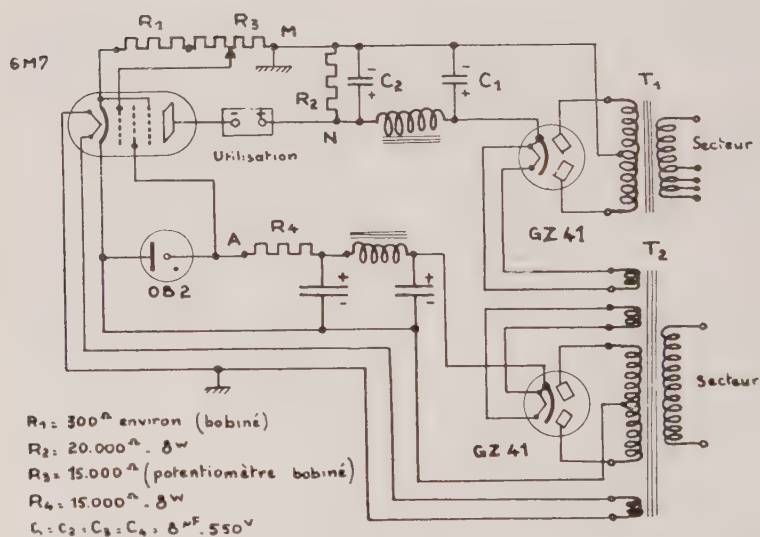 R1
R3
M
6M7
C2
C1
T1
R2
Utilisation
N
Secteur
GZ 41
A
R4
T2
OB2
Secteur
GZ 41
R1 = 300Ω environ (bobiné)
R2 = 20.000Ω . 8W
R3 = 15.000Ω (potentiomètre bobiné)
R4 = 15.000Ω . 8W
C1 = C2 = C3 = C4 = 8μF . 550V